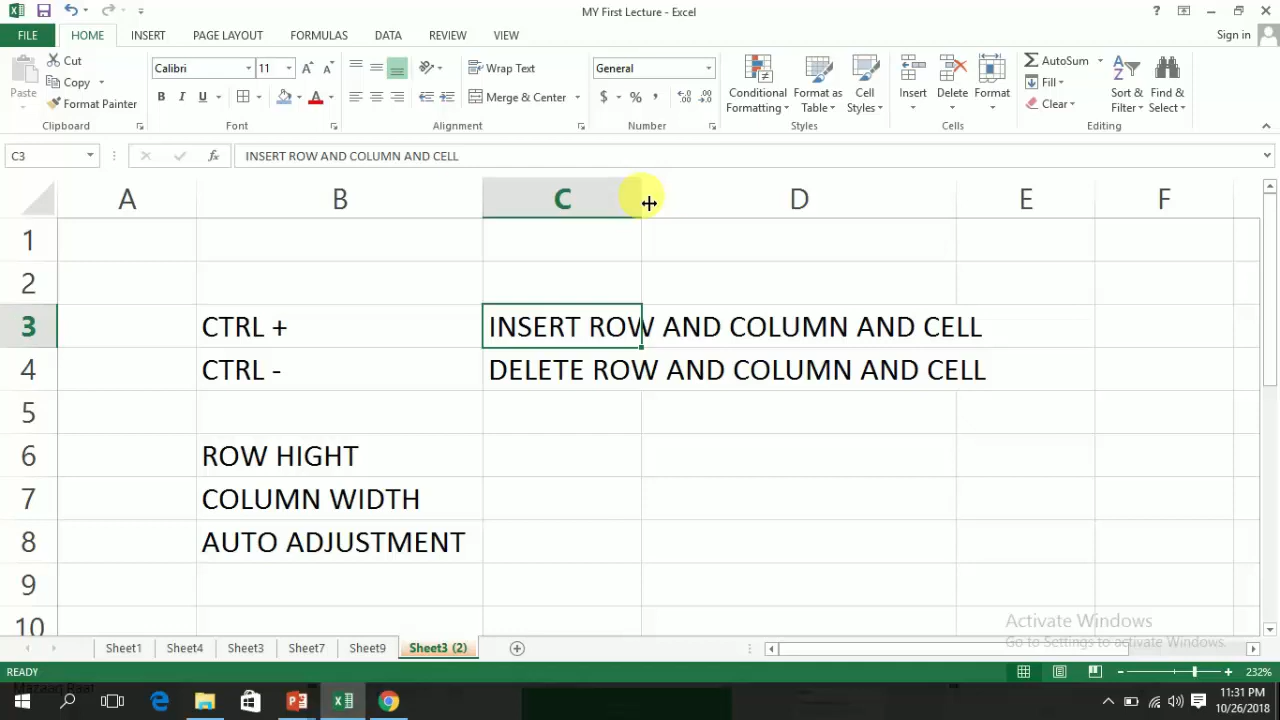 MY First Lecture - Excel
?
Sign in
FILE HOME INSERT PAGE LAYOUT FORMULAS DATA REVIEW VIEW
Paste
Cut
Copy
Format Painter
Clipboard
Calibri 11
B I U
Font
Wrap Text
Merge & Center
Alignment
General
$ % ,
Number
Conditional Formatting
Format as Table
Cell Styles
Styles
Insert Delete Format
Cells
AutoSum
Fill
Clear
Sort & Filter
Find & Select
Editing
C3 fx INSERT ROW AND COLUMN AND CELL
A B C D E F
1
2
3 CTRL + INSERT ROW AND COLUMN AND CELL
4 CTRL - DELETE ROW AND COLUMN AND CELL
5
6 ROW HIGHT
7 COLUMN WIDTH
8 AUTO ADJUSTMENT
9
10
Activate Windows
Go to Settings to activate Windows.
Sheet1 Sheet4 Sheet3 Sheet7 Sheet3 (2)
READY 232%
11:31 PM
10/26/2018